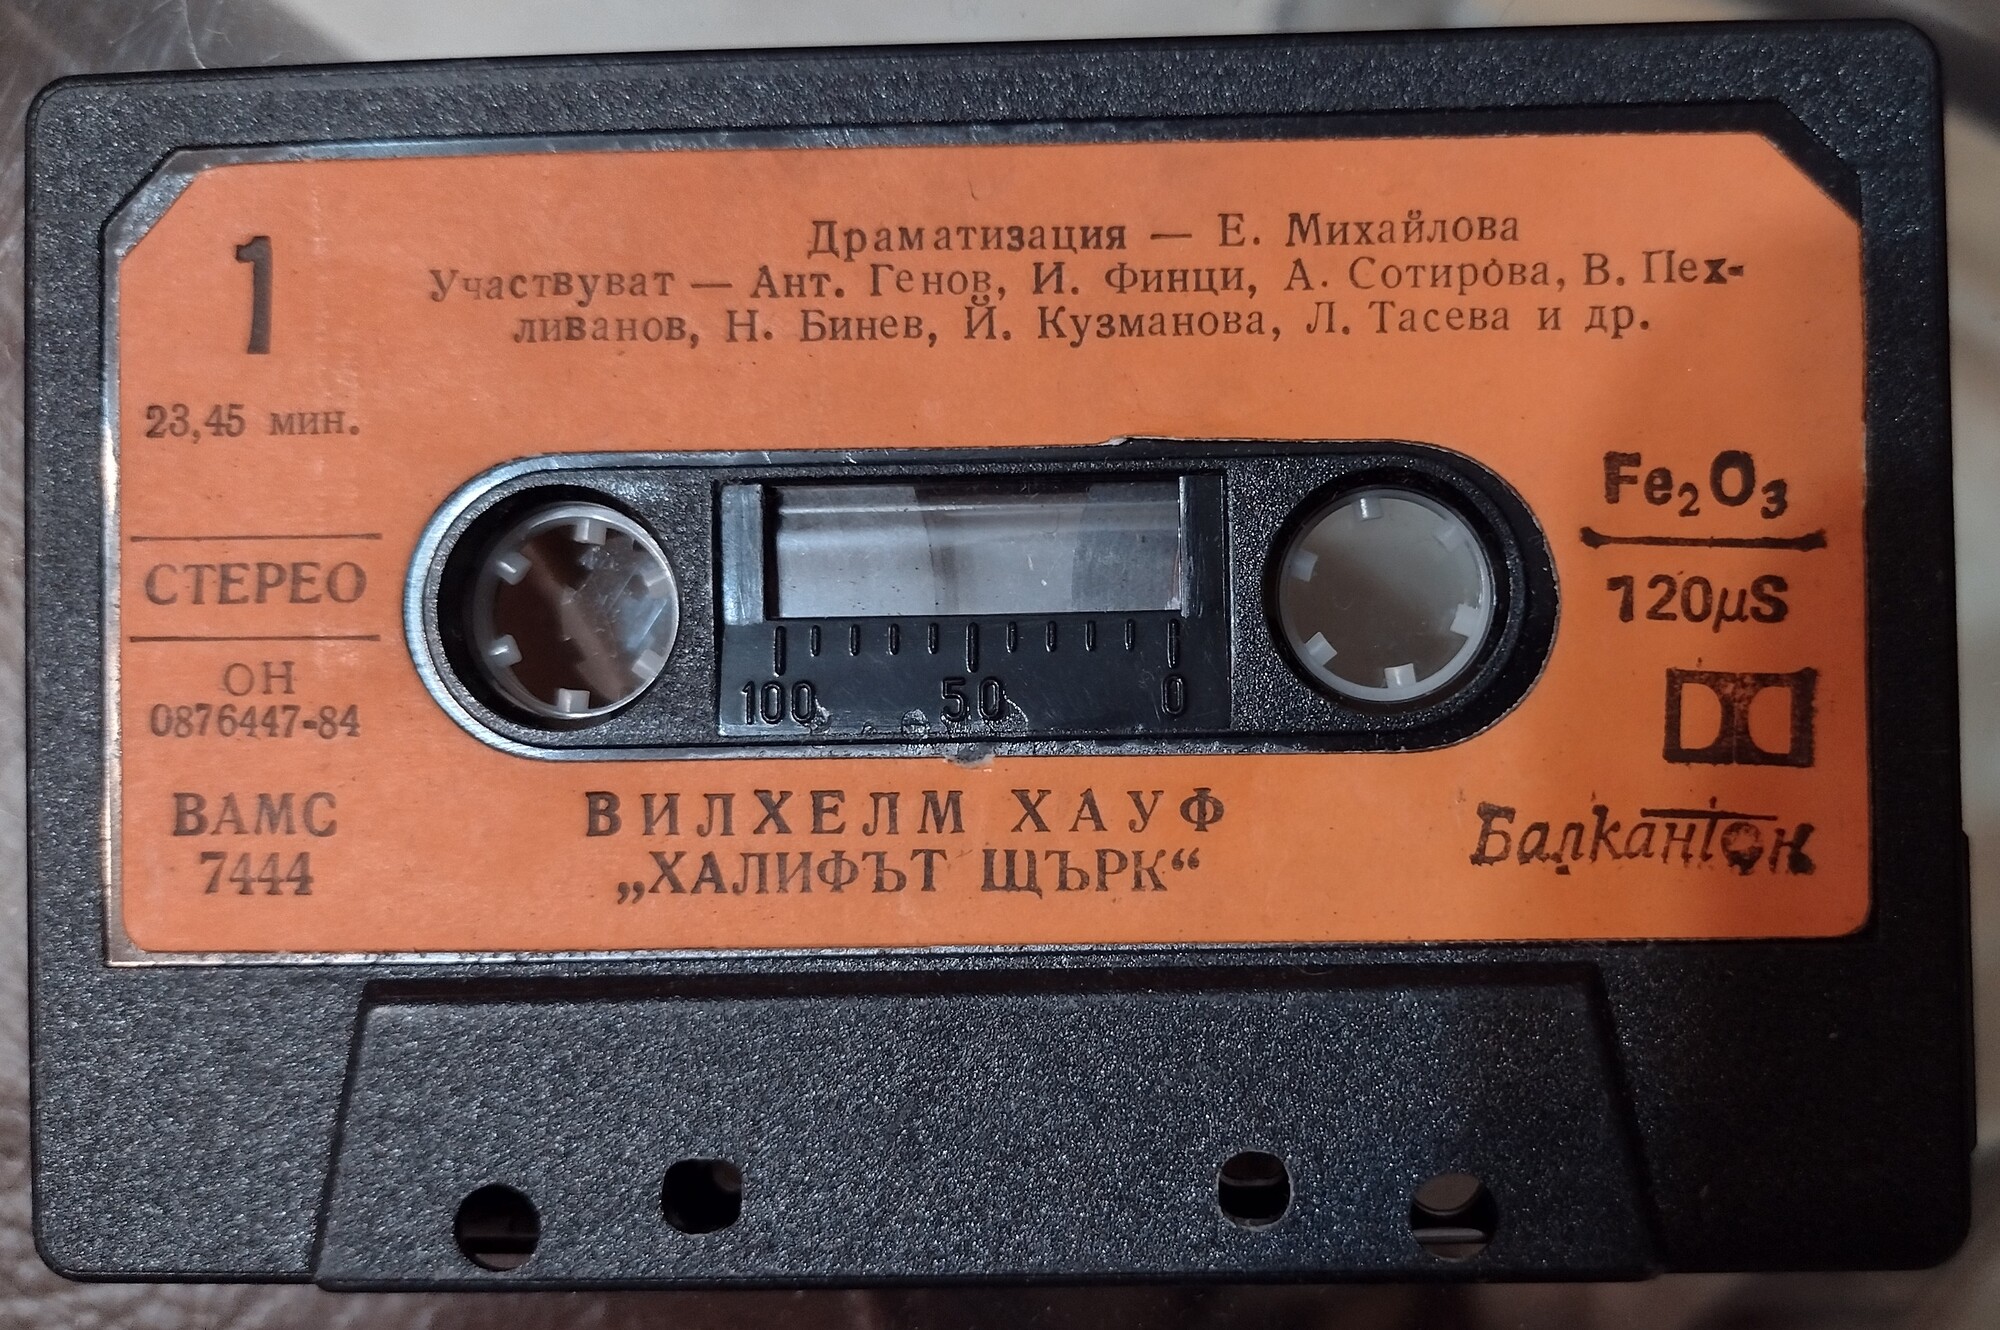 1
Драматизация — Е. Михайлова
Участвуват — Ант. Генов, И. Финци, А. Сотирова, В. Пех-
ливанов, Н. Бинев, Й. Кузманова, Л. Тасева и др.
23,45 мин.
СТЕРЕО
ОН
0876447-84
ВАМС
7444
100 50 0
Fe₂O₃
120μS
Балкантон
ВИЛХЕЛМ ХАУФ
„ХАЛИФЪТ ЩЪРК“